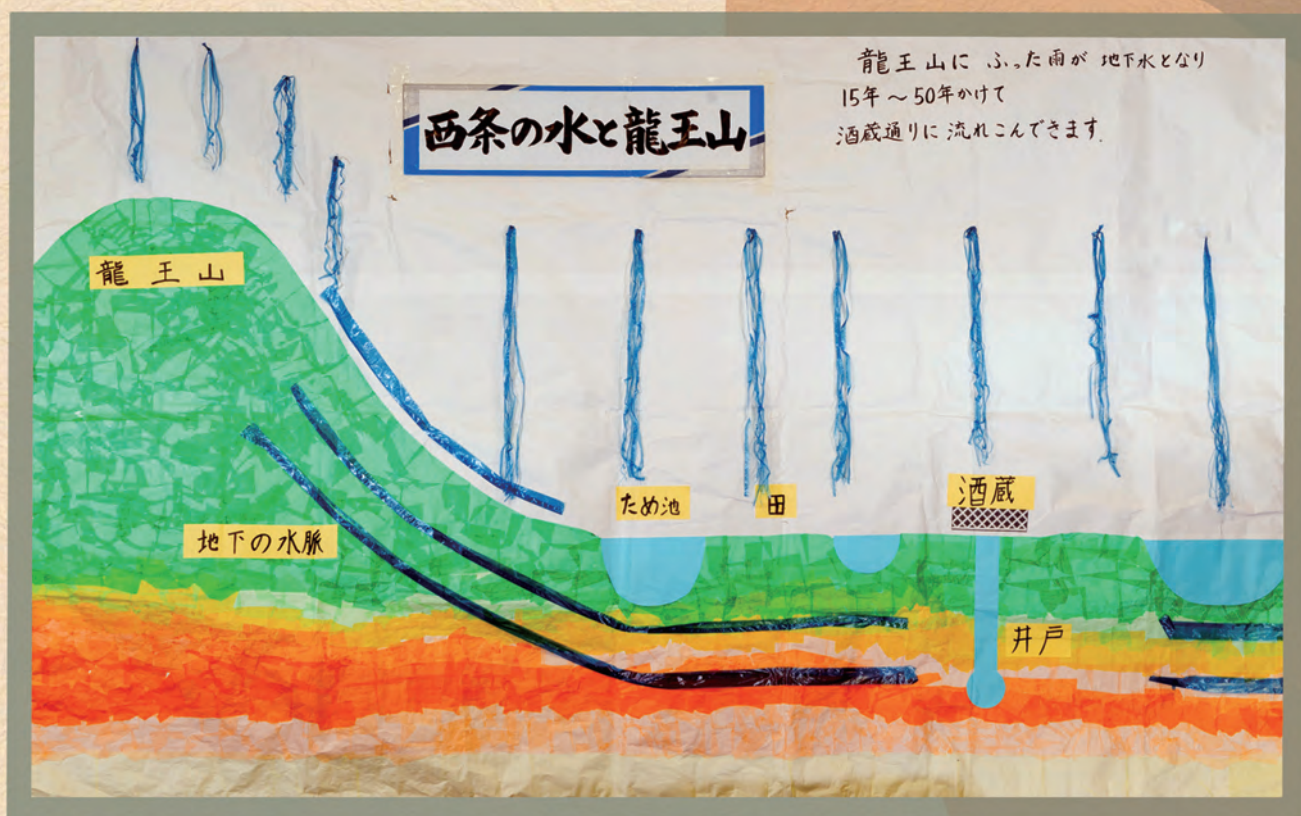 龍王山に ふった雨が 地下水となり
15年～50年かけて
酒蔵通りに 流れこんできます.
西条の水と龍王山
龍王山
地下の水脈
ため池
田
酒蔵
井戸